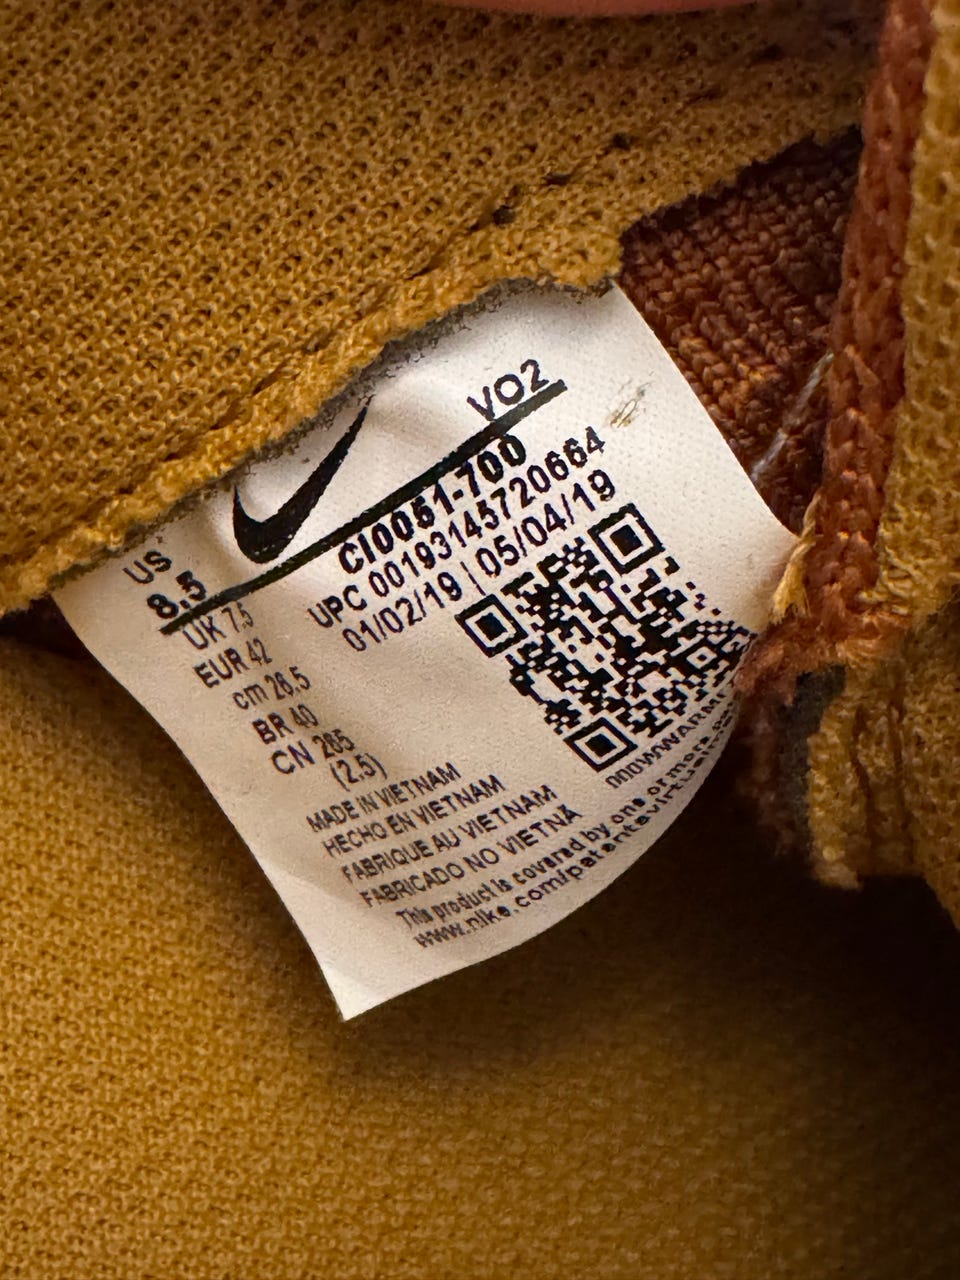 VO2
CI0051-700
UPC 00193145720664
01/02/19 | 05/04/19
US
8.5
UK 7.5
EUR 42
cm 26.5
BR 40
CN 265
(2.5)
MADE IN VIETNAM
HECHO EN VIETNAM
FABRIQUE AU VIETNAM
FABRICADO NO VIETNÃ
This product is covered by one or more
www.nike.com/patents